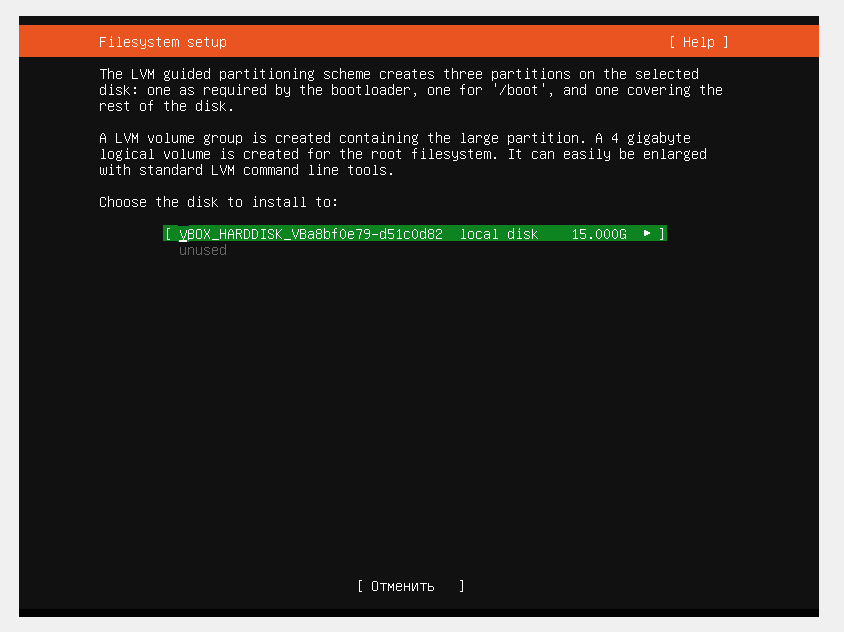 Filesystem setup [ Help ]
The LVM guided partitioning scheme creates three partitions on the selected
disk: one as required by the bootloader, one for '/boot', and one covering the
rest of the disk.
A LVM volume group is created containing the large partition. A 4 gigabyte
logical volume is created for the root filesystem. It can easily be enlarged
with standard LVM command line tools.
Choose the disk to install to:
[ VBOX_HARDDISK_VBa8bf0e79-d51c0d82 local disk 15.000G ► ]
unused
[ Отменить ]